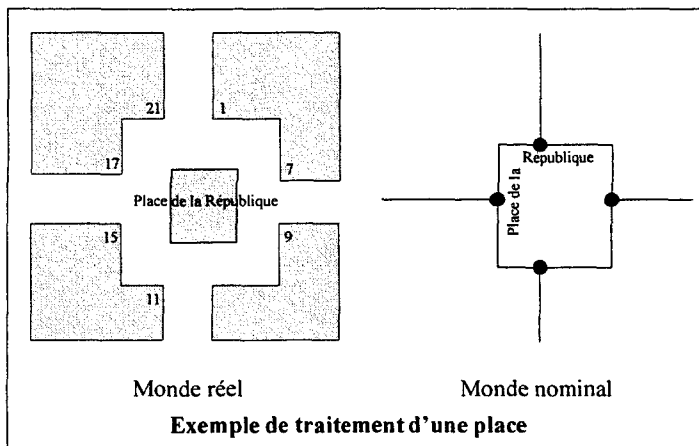 21 1
17 7
Place de la République
15 9
11
République
Place de la
Monde réel Monde nominal
Exemple de traitement d'une place